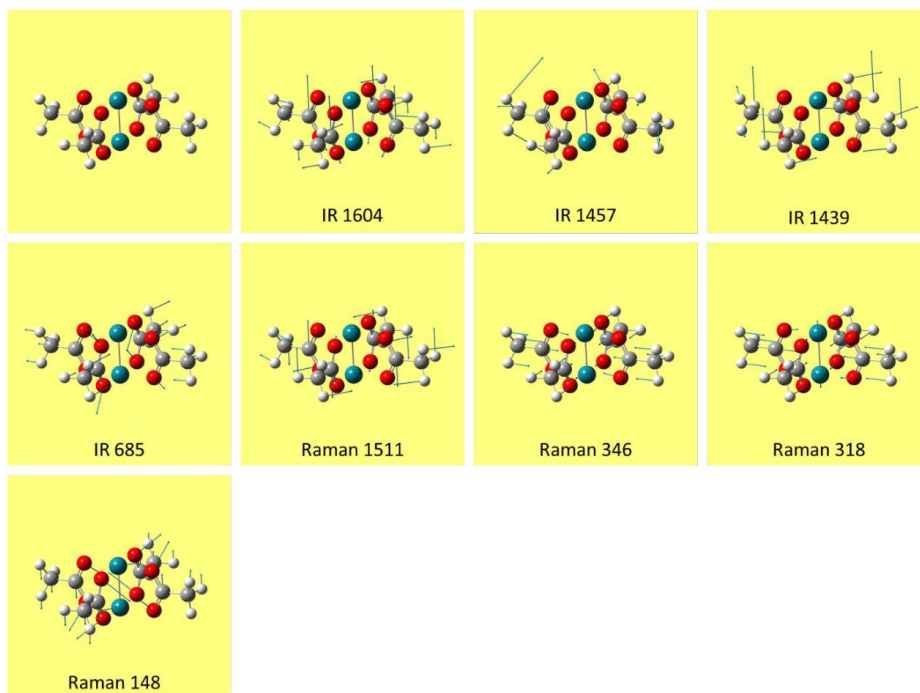 IR 1604
IR 1457
IR 1439
IR 685
Raman 1511
Raman 346
Raman 318
Raman 148